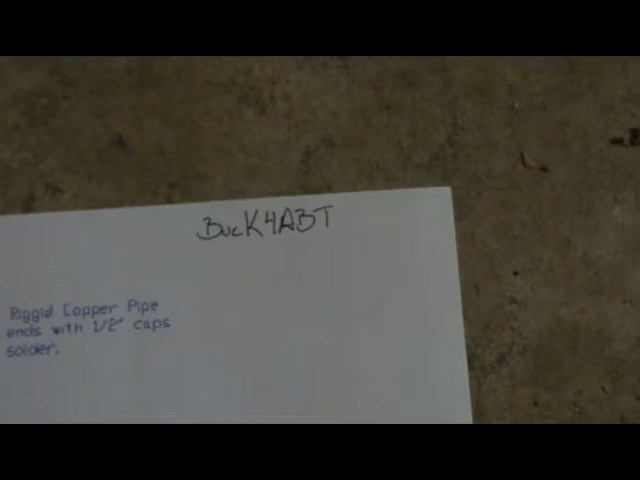 BucK4ABT
Riggid Copper Pipe
ends with 1/2" caps
solder.